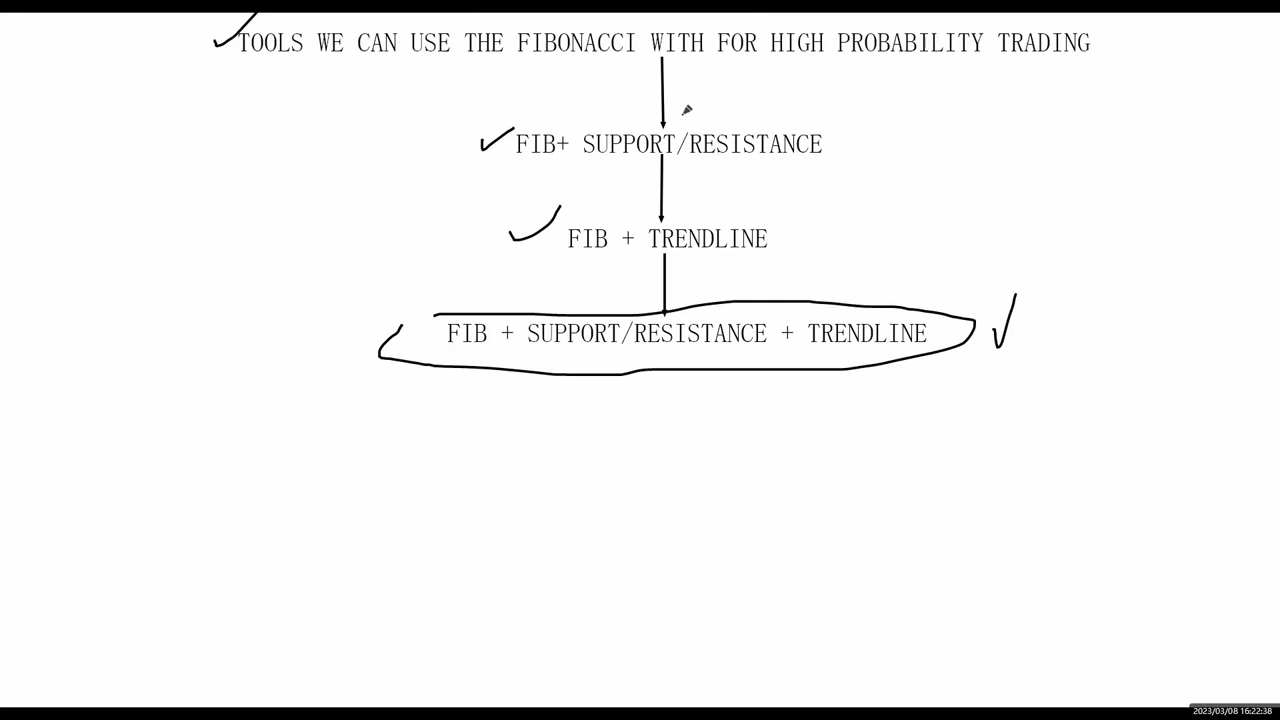 TOOLS WE CAN USE THE FIBONACCI WITH FOR HIGH PROBABILITY TRADING
FIB+ SUPPORT/RESISTANCE
FIB + TRENDLINE
FIB + SUPPORT/RESISTANCE + TRENDLINE
2023/03/08 16:22:38